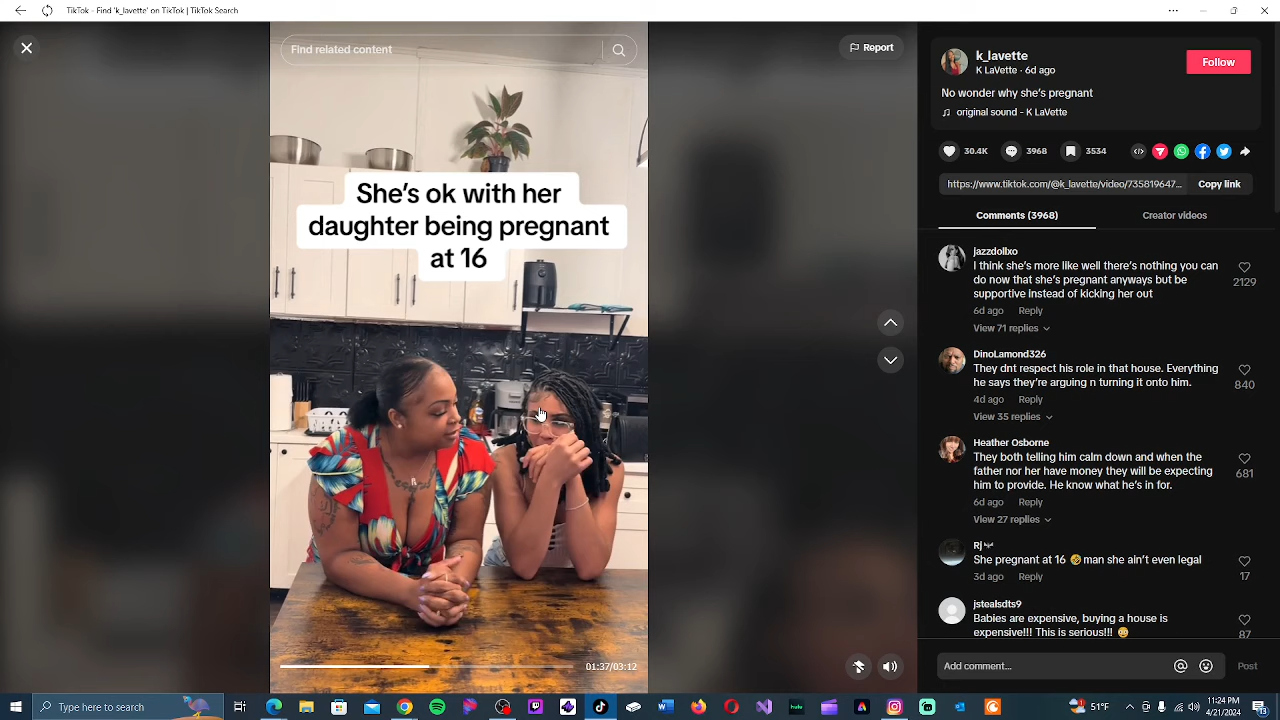 TikTok - Find 'k_lavette' on TikTok | TikTok Search
Find related content
Report
She's ok with her
daughter being pregnant
at 16
01:37/03:12
k_lavette
K LaVette · 6d ago
Follow
No wonder why she's pregnant
original sound - K LaVette
30.4K
3968
3534
https://www.tiktok.com/@k_lavette/video/735819647...
Copy link
Comments (3968)
Creator videos
jazzdollxo
I think she's more like well there's nothing you can
do now that she's pregnant anyways but be
supportive instead of kicking her out
2129
6d ago Reply
View 71 replies
DinoLamond326
They dnt respect his role in that house. Everything
he says they're arguing n turning it onto him.
840
4d ago Reply
View 35 replies
Heather Osborne
They both telling him calm down and when the
father nor her have money they will be expecting
him to provide. He know what he's in for.
681
6d ago Reply
View 27 replies
Rj
She pregnant at 16 🤣 man she ain't even legal
17
3d ago Reply
jstealsdts9
Babies are expensive, buying a house is
expensive!!! This is serious!!!
87
Add comment...
Post
Type here to search
hulu
11:24 PM